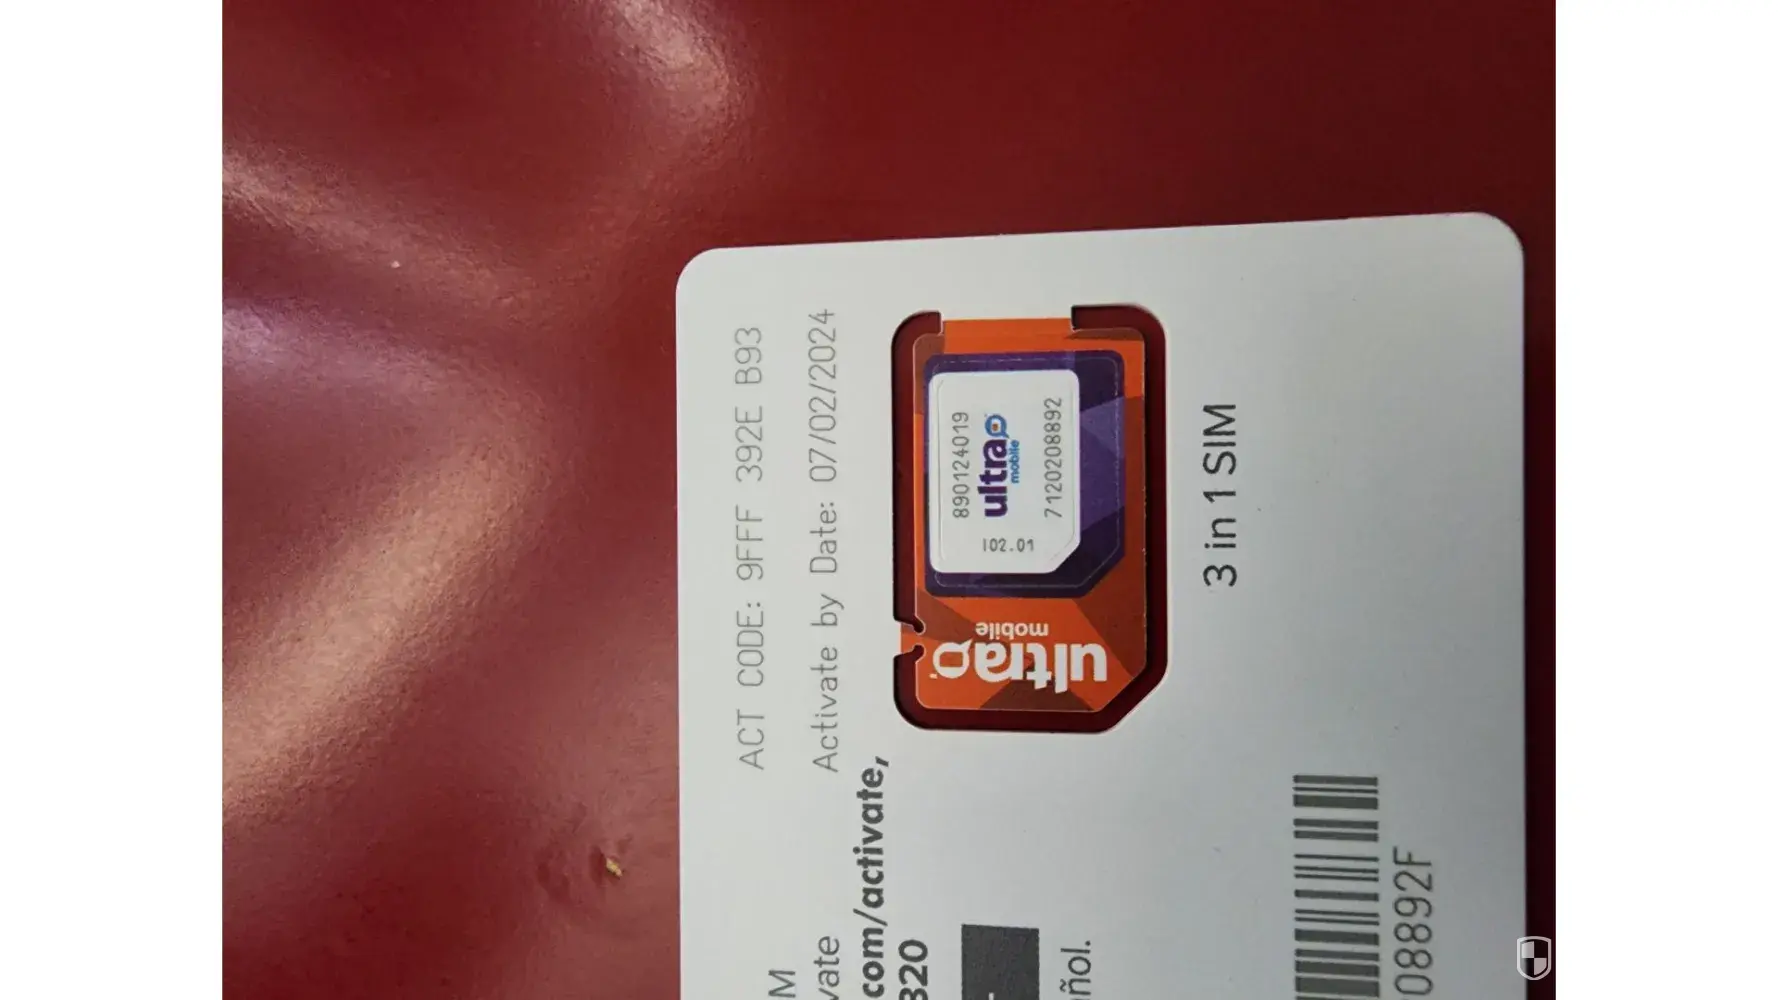 ACT CODE: 9FFF 392E B93
Activate by Date: 07/02/2024
M
vate
com/activate,
320
ñol.
890124019
ultra
mobile
7120208892
I02.01
ultra
mobile
3 in 1 SIM
08892F